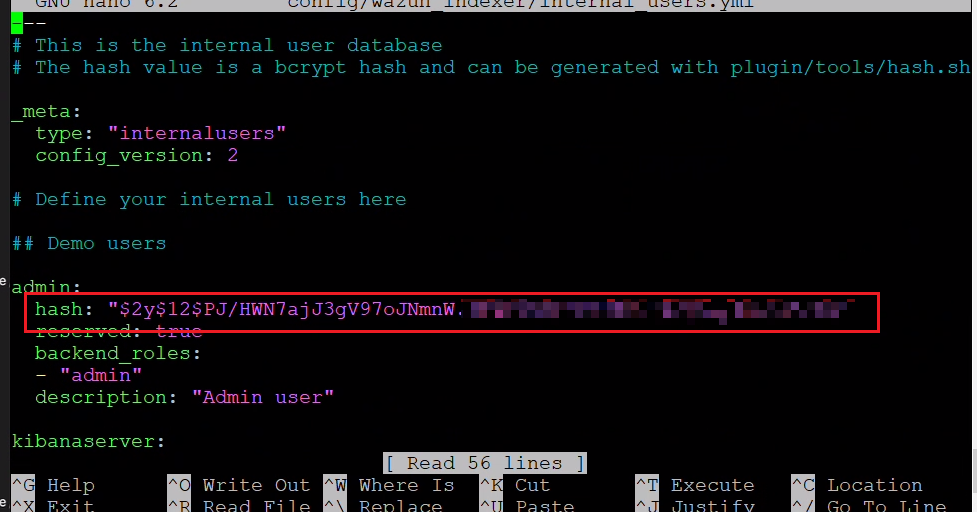 GNU nano 6.2 config/wazuh_indexer/internal_users.yml
---
# This is the internal user database
# The hash value is a bcrypt hash and can be generated with plugin/tools/hash.sh
_meta:
type: "internalusers"
config_version: 2
# Define your internal users here
## Demo users
admin:
hash: "$2y$12$PJ/HWN7ajJ3gV97oJNmnW.
reserved: true
backend_roles:
- "admin"
description: "Admin user"
kibanaserver:
[ Read 56 lines ]
^G Help ^O Write Out ^W Where Is ^K Cut ^T Execute ^C Location
^X Exit ^R Read File ^\ Replace ^U Paste ^J Justify ^/ Go To Line